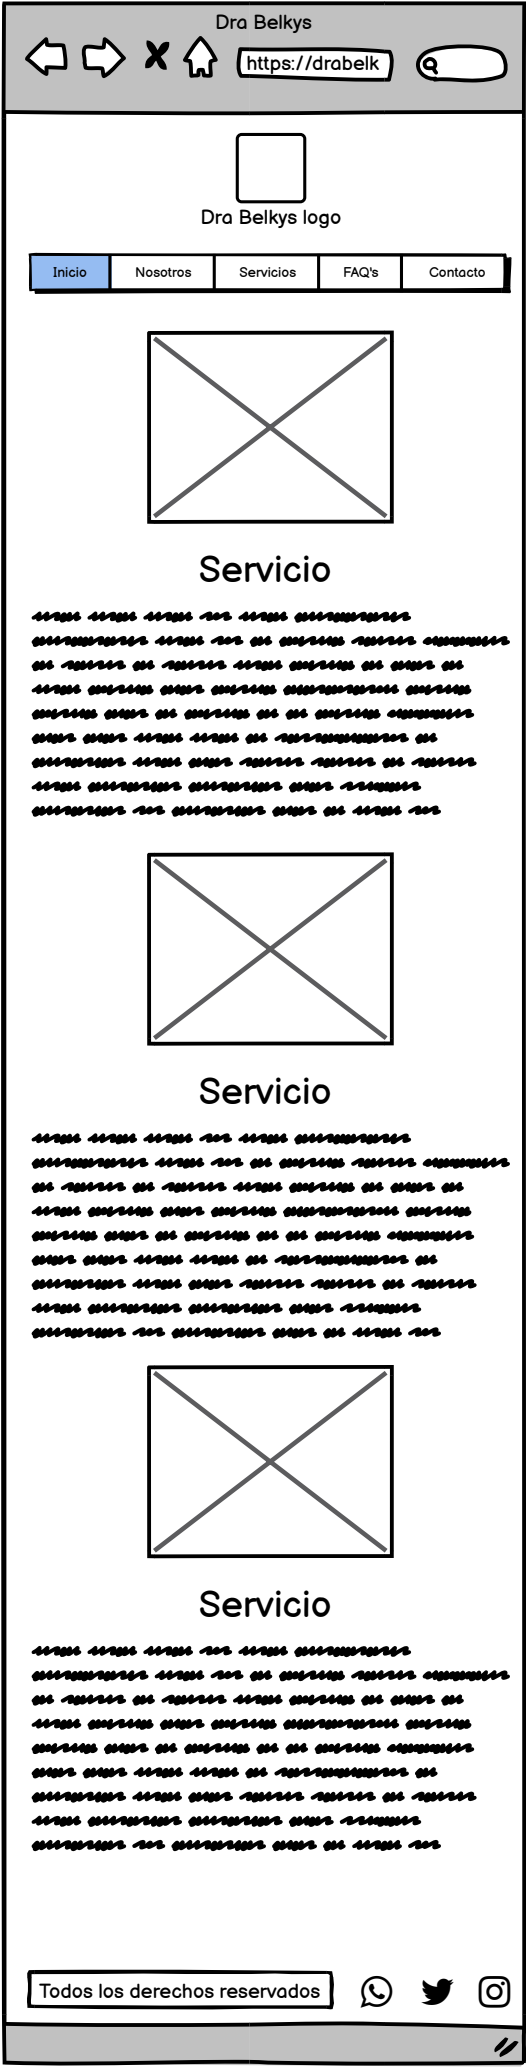 Dra Belkys
https://drabelk
Dra Belkys logo
Inicio Nosotros Servicios FAQ's Contacto
Servicio
Servicio
Servicio
Todos los derechos reservados